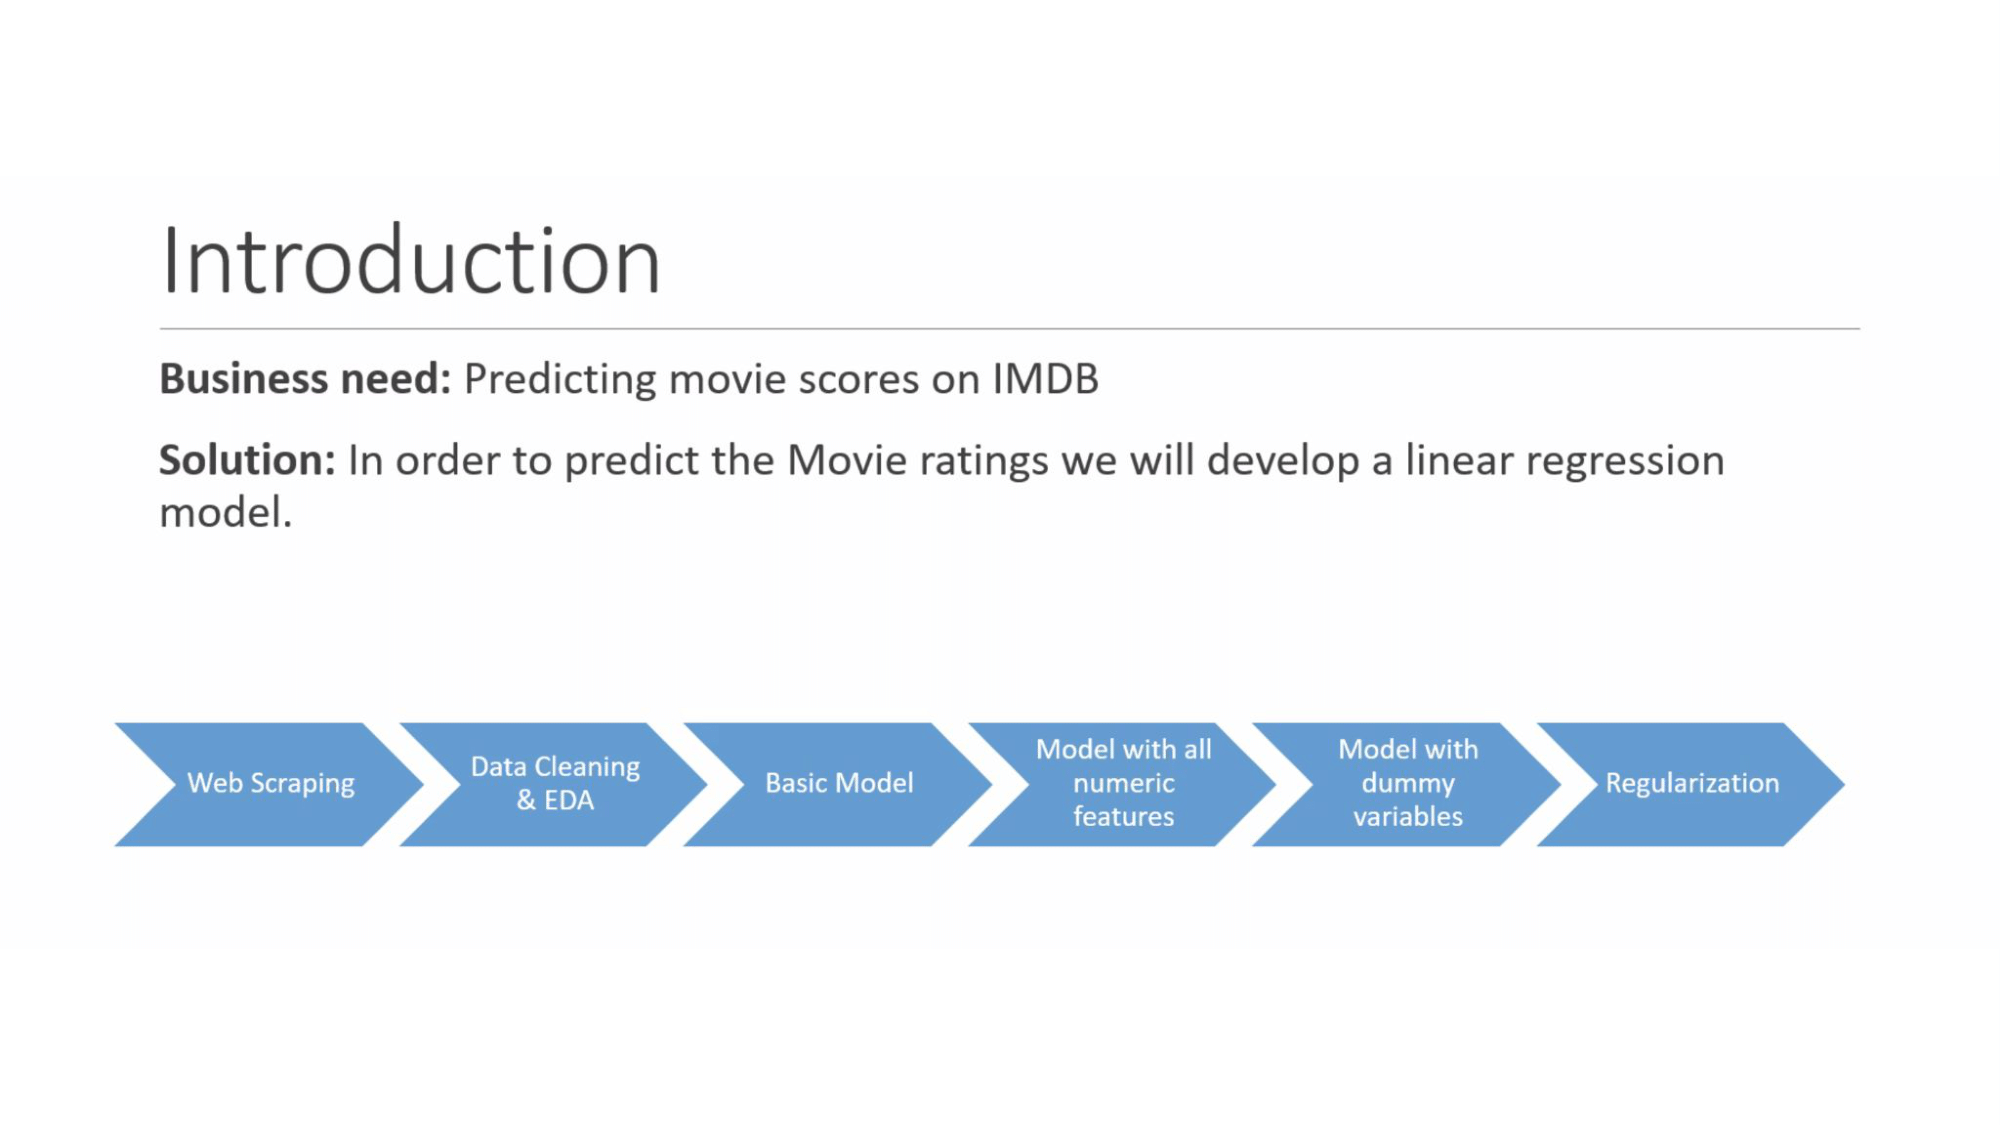 Introduction
Business need: Predicting movie scores on IMDB
Solution: In order to predict the Movie ratings we will develop a linear regression
model.
Web Scraping
Data Cleaning
& EDA
Basic Model
Model with all
numeric
features
Model with
dummy
variables
Regularization